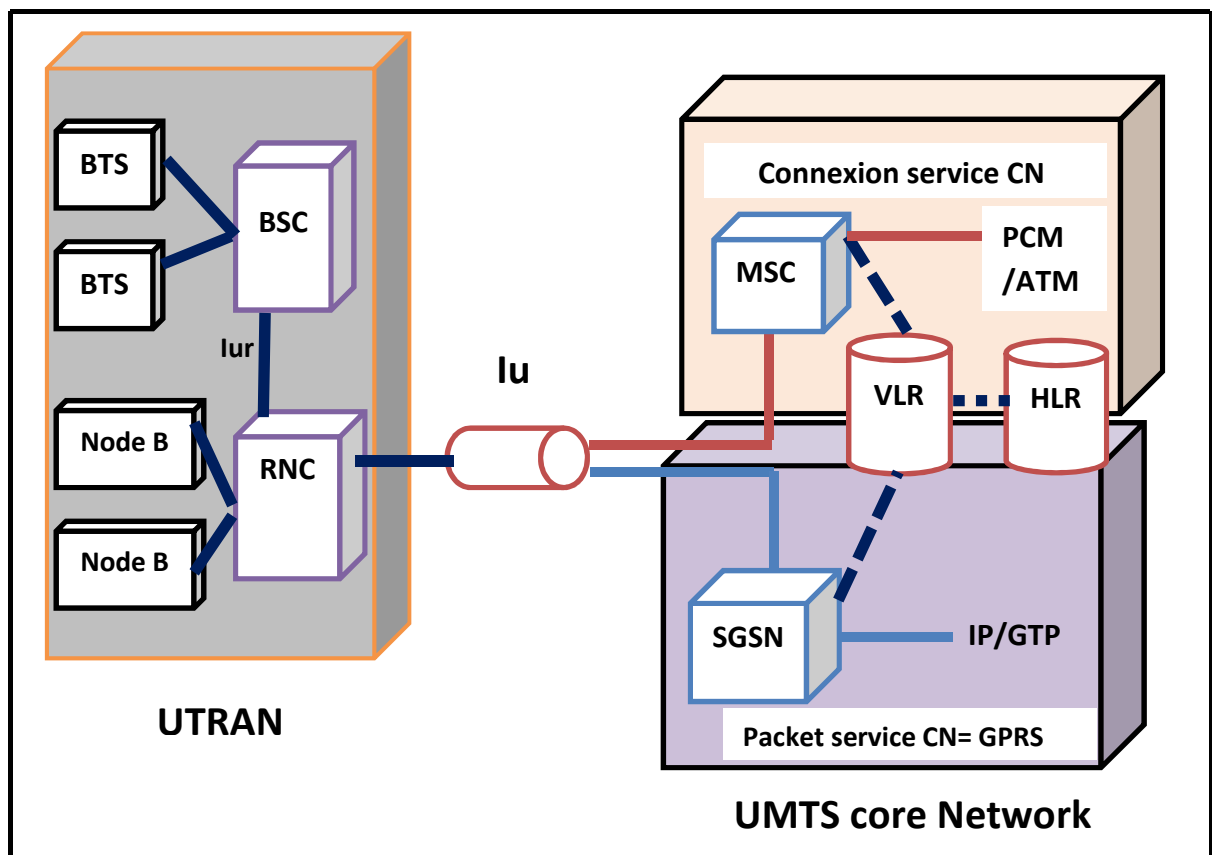 BTS
BTS
BSC
Iur
Node B
Node B
RNC
UTRAN
Iu
Connexion service CN
MSC
PCM
/ATM
VLR
HLR
SGSN
IP/GTP
Packet service CN= GPRS
UMTS core Network